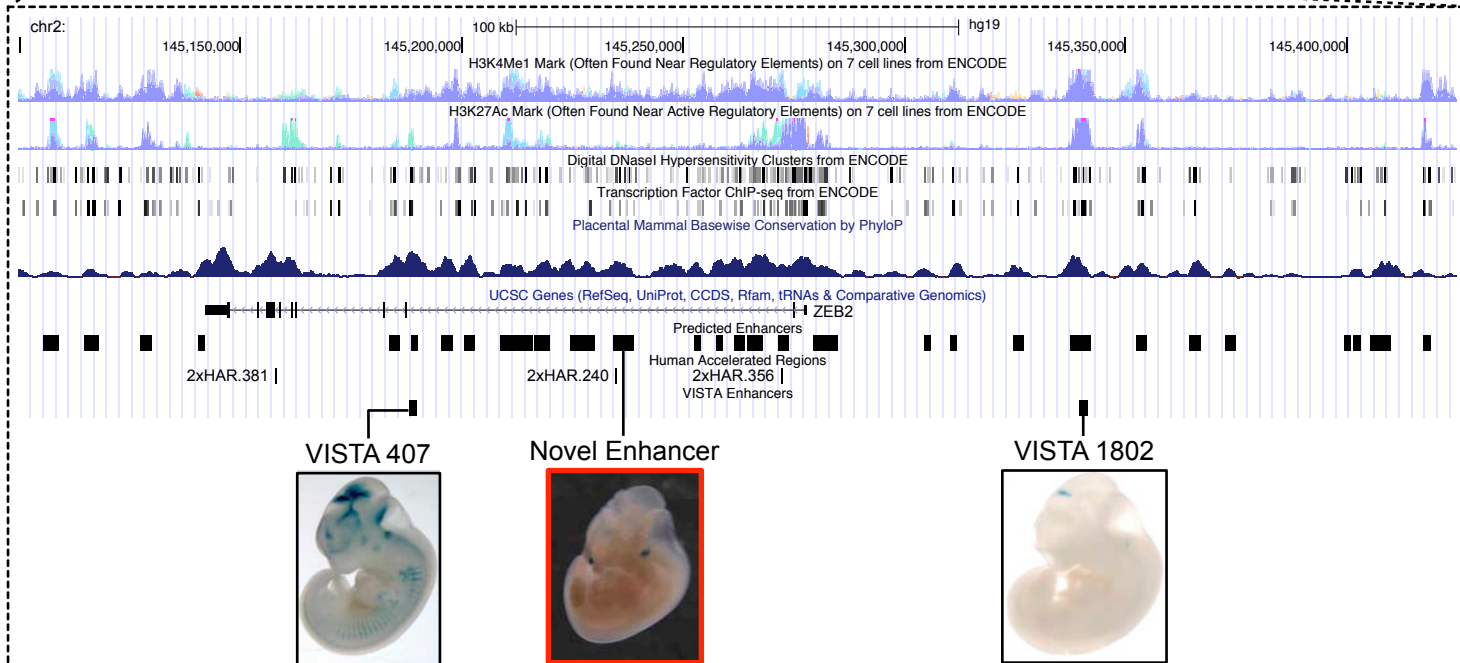 chr2:
100 kb
hg19
145,150,000
145,200,000
145,250,000
145,300,000
145,350,000
145,400,000
H3K4Me1 Mark (Often Found Near Regulatory Elements) on 7 cell lines from ENCODE
H3K27Ac Mark (Often Found Near Active Regulatory Elements) on 7 cell lines from ENCODE
Digital DNaseI Hypersensitivity Clusters from ENCODE
Transcription Factor ChIP-seq from ENCODE
Placental Mammal Basewise Conservation by PhyloP
UCSC Genes (RefSeq, UniProt, CCDS, Rfam, tRNAs & Comparative Genomics)
ZEB2
Predicted Enhancers
Human Accelerated Regions
2xHAR.381
2xHAR.240
2xHAR.356
VISTA Enhancers
VISTA 407
Novel Enhancer
VISTA 1802